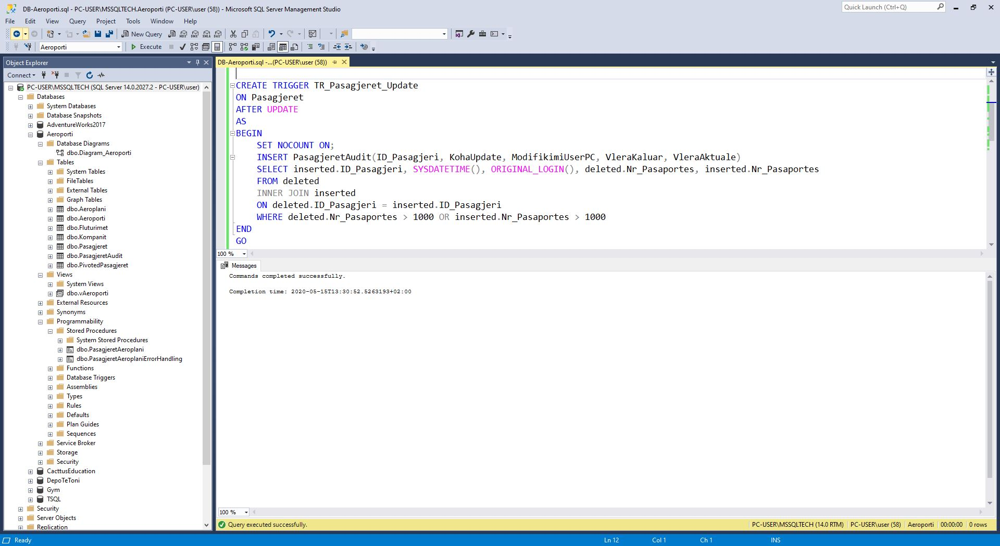 DB-Aeroporti.sql - PC-USER\MSSQLTECH.Aeroporti (PC-USER\user (58)) - Microsoft SQL Server Management Studio
Quick Launch (Ctrl+Q)
File Edit View Query Project Tools Window Help
New Query
MDX DMX XMLA DAX
Aeroporti
Execute
Object Explorer
Connect
PC-USER\MSSQLTECH (SQL Server 14.0.2027.2 - PC-USER\user)
Databases
System Databases
Database Snapshots
AdventureWorks2017
Aeroporti
Database Diagrams
dbo.Diagram_Aeroporti
Tables
System Tables
FileTables
External Tables
Graph Tables
dbo.Aeroplani
dbo.Aeroporti
dbo.Fluturimet
dbo.Kompanit
dbo.Pasagjeret
dbo.PasagjeretAudit
dbo.PivotedPasagjeret
Views
System Views
dbo.vAeroporti
External Resources
Synonyms
Programmability
Stored Procedures
System Stored Procedures
dbo.PasagjeretAeroplani
dbo.PasagjeretAeroplaniErrorHandling
Functions
Database Triggers
Assemblies
Types
Rules
Defaults
Plan Guides
Sequences
Service Broker
Storage
Security
CacttusEducation
DepoTeToni
Gym
TSQL
Security
Server Objects
Replication
DB-Aeroporti.sql -...(PC-USER\user (58))
CREATE TRIGGER TR_Pasagjeret_Update
ON Pasagjeret
AFTER UPDATE
AS
BEGIN
SET NOCOUNT ON;
INSERT PasagjeretAudit(ID_Pasagjeri, KohaUpdate, ModifikimiUserPC, VleraKaluar, VleraAktuale)
SELECT inserted.ID_Pasagjeri, SYSDATETIME(), ORIGINAL_LOGIN(), deleted.Nr_Pasaportes, inserted.Nr_Pasaportes
FROM deleted
INNER JOIN inserted
ON deleted.ID_Pasagjeri = inserted.ID_Pasagjeri
WHERE deleted.Nr_Pasaportes > 1000 OR inserted.Nr_Pasaportes > 1000
END
GO
100 %
Messages
Commands completed successfully.
Completion time: 2020-05-15T13:30:52.5263193+02:00
100 %
Query executed successfully.
PC-USER\MSSQLTECH (14.0 RTM) PC-USER\user (58) Aeroporti 00:00:00 0 rows
Ready
Ln 12 Col 1 Ch 1 INS